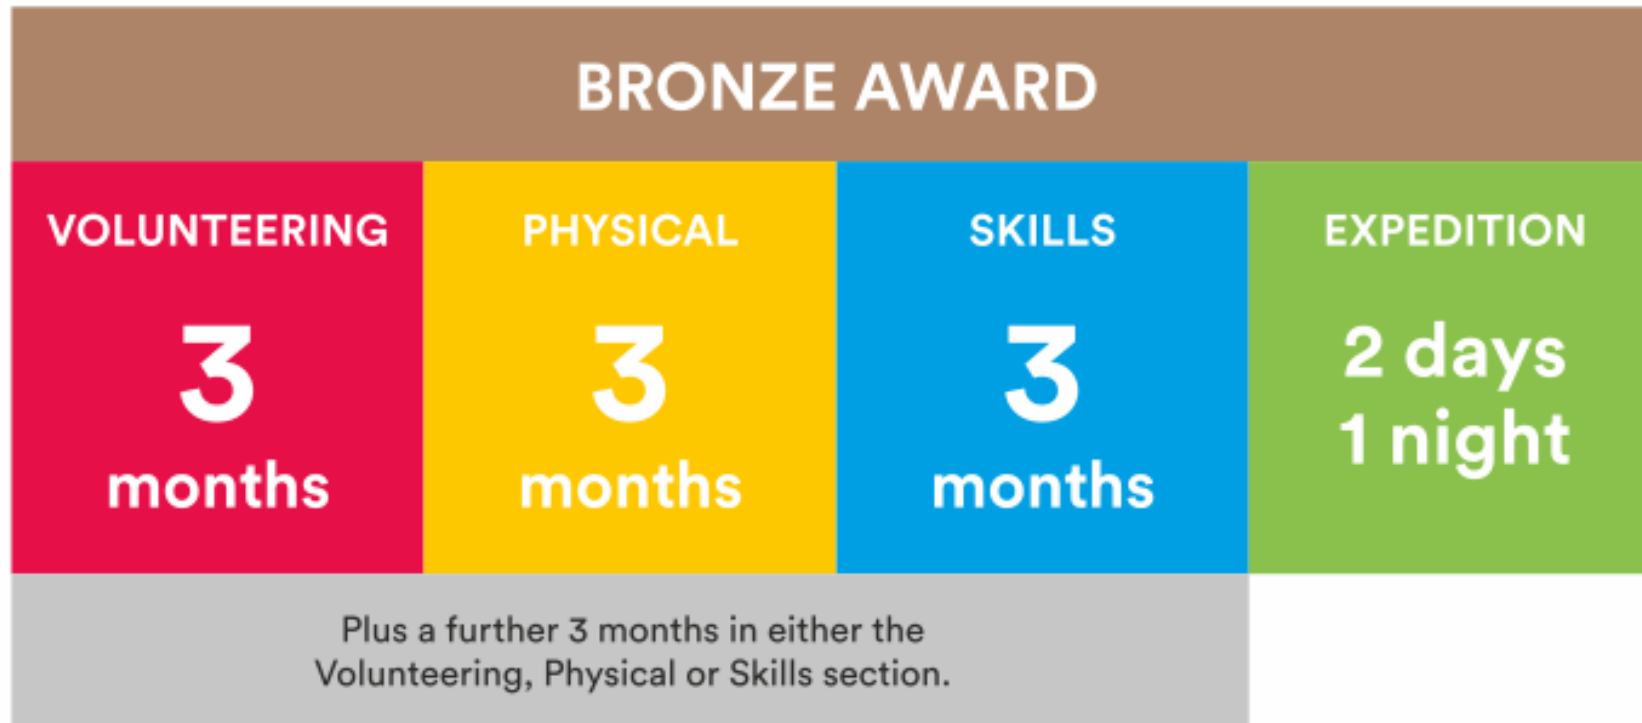 BRONZE AWARD
VOLUNTEERING
3
months
PHYSICAL
3
months
SKILLS
3
months
EXPEDITION
2 days
1 night
Plus a further 3 months in either the
Volunteering, Physical or Skills section.